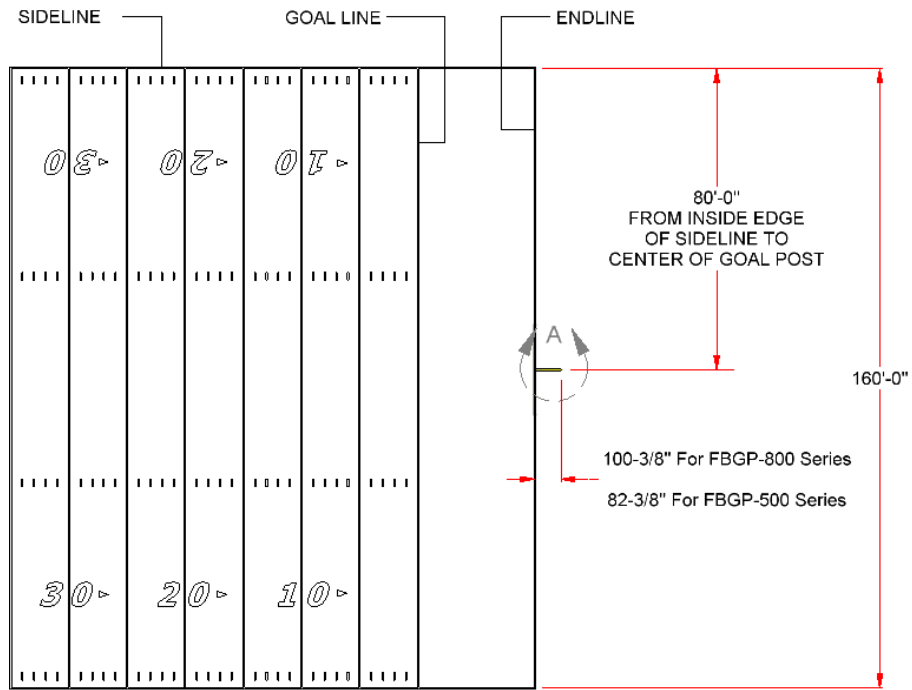 SIDELINE
GOAL LINE
ENDLINE
30 20 10
80'-0"
FROM INSIDE EDGE
OF SIDELINE TO
CENTER OF GOAL POST
A
160'-0"
100-3/8" For FBGP-800 Series
82-3/8" For FBGP-500 Series
30 20 10